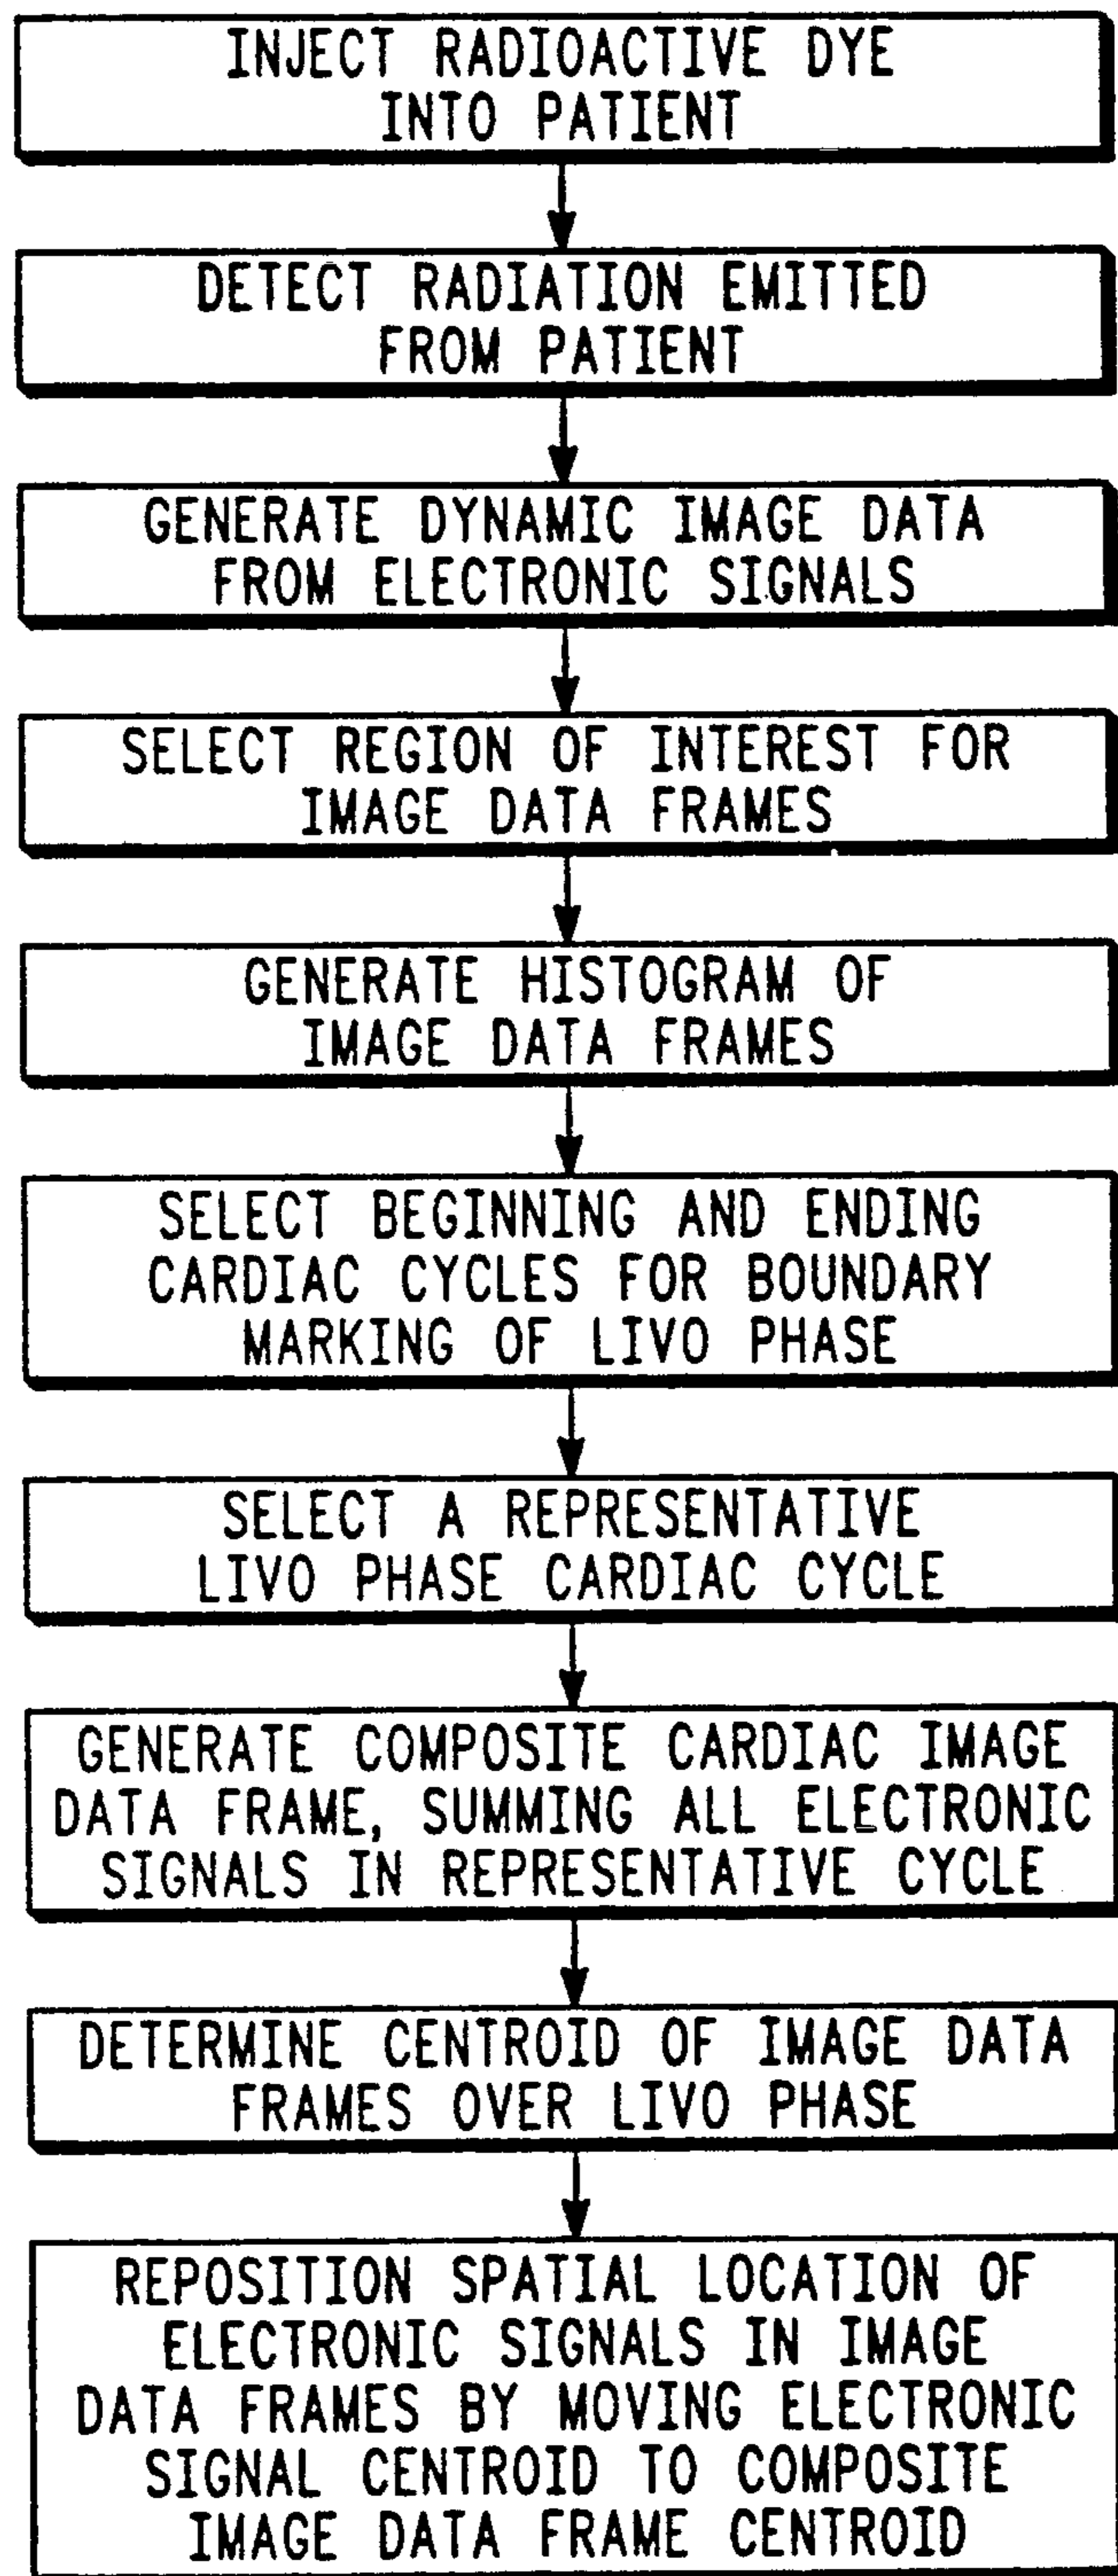 INJECT RADIOACTIVE DYE
INTO PATIENT
DETECT RADIATION EMITTED
FROM PATIENT
GENERATE DYNAMIC IMAGE DATA
FROM ELECTRONIC SIGNALS
SELECT REGION OF INTEREST FOR
IMAGE DATA FRAMES
GENERATE HISTOGRAM OF
IMAGE DATA FRAMES
SELECT BEGINNING AND ENDING
CARDIAC CYCLES FOR BOUNDARY
MARKING OF LIVO PHASE
SELECT A REPRESENTATIVE
LIVO PHASE CARDIAC CYCLE
GENERATE COMPOSITE CARDIAC IMAGE
DATA FRAME, SUMMING ALL ELECTRONIC
SIGNALS IN REPRESENTATIVE CYCLE
DETERMINE CENTROID OF IMAGE DATA
FRAMES OVER LIVO PHASE
REPOSITION SPATIAL LOCATION OF
ELECTRONIC SIGNALS IN IMAGE
DATA FRAMES BY MOVING ELECTRONIC
SIGNAL CENTROID TO COMPOSITE
IMAGE DATA FRAME CENTROID